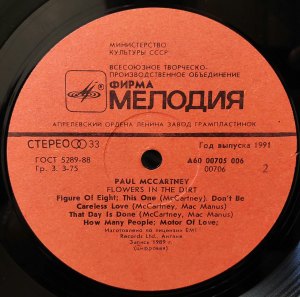 МИНИСТЕРСТВО
КУЛЬТУРЫ СССР
ВСЕСОЮЗНОЕ ТВОРЧЕСКО-
ПРОИЗВОДСТВЕННОЕ ОБЪЕДИНЕНИЕ
ФИРМА
МЕЛОДИЯ
АПРЕЛЕВСКИЙ ОРДЕНА ЛЕНИНА ЗАВОД ГРАМПЛАСТИНОК
СТЕРЕО 33
Год выпуска 1991
ГОСТ 5289-88
А60 00705 006
Гр. 3. 3-75
00706 2
PAUL MCCARTNEY
FLOWERS IN THE DIRT
Figure Of Eight; This One (McCartney). Don't Be
Careless Love (McCartney, Mac Manus)
That Day Is Done (McCartney, Mac Manus)
How Many People; Motor Of Love;
Изготовлено по лицензии EMI
Records Ltd., Англия
Запись 1989 г.
(цифровая)